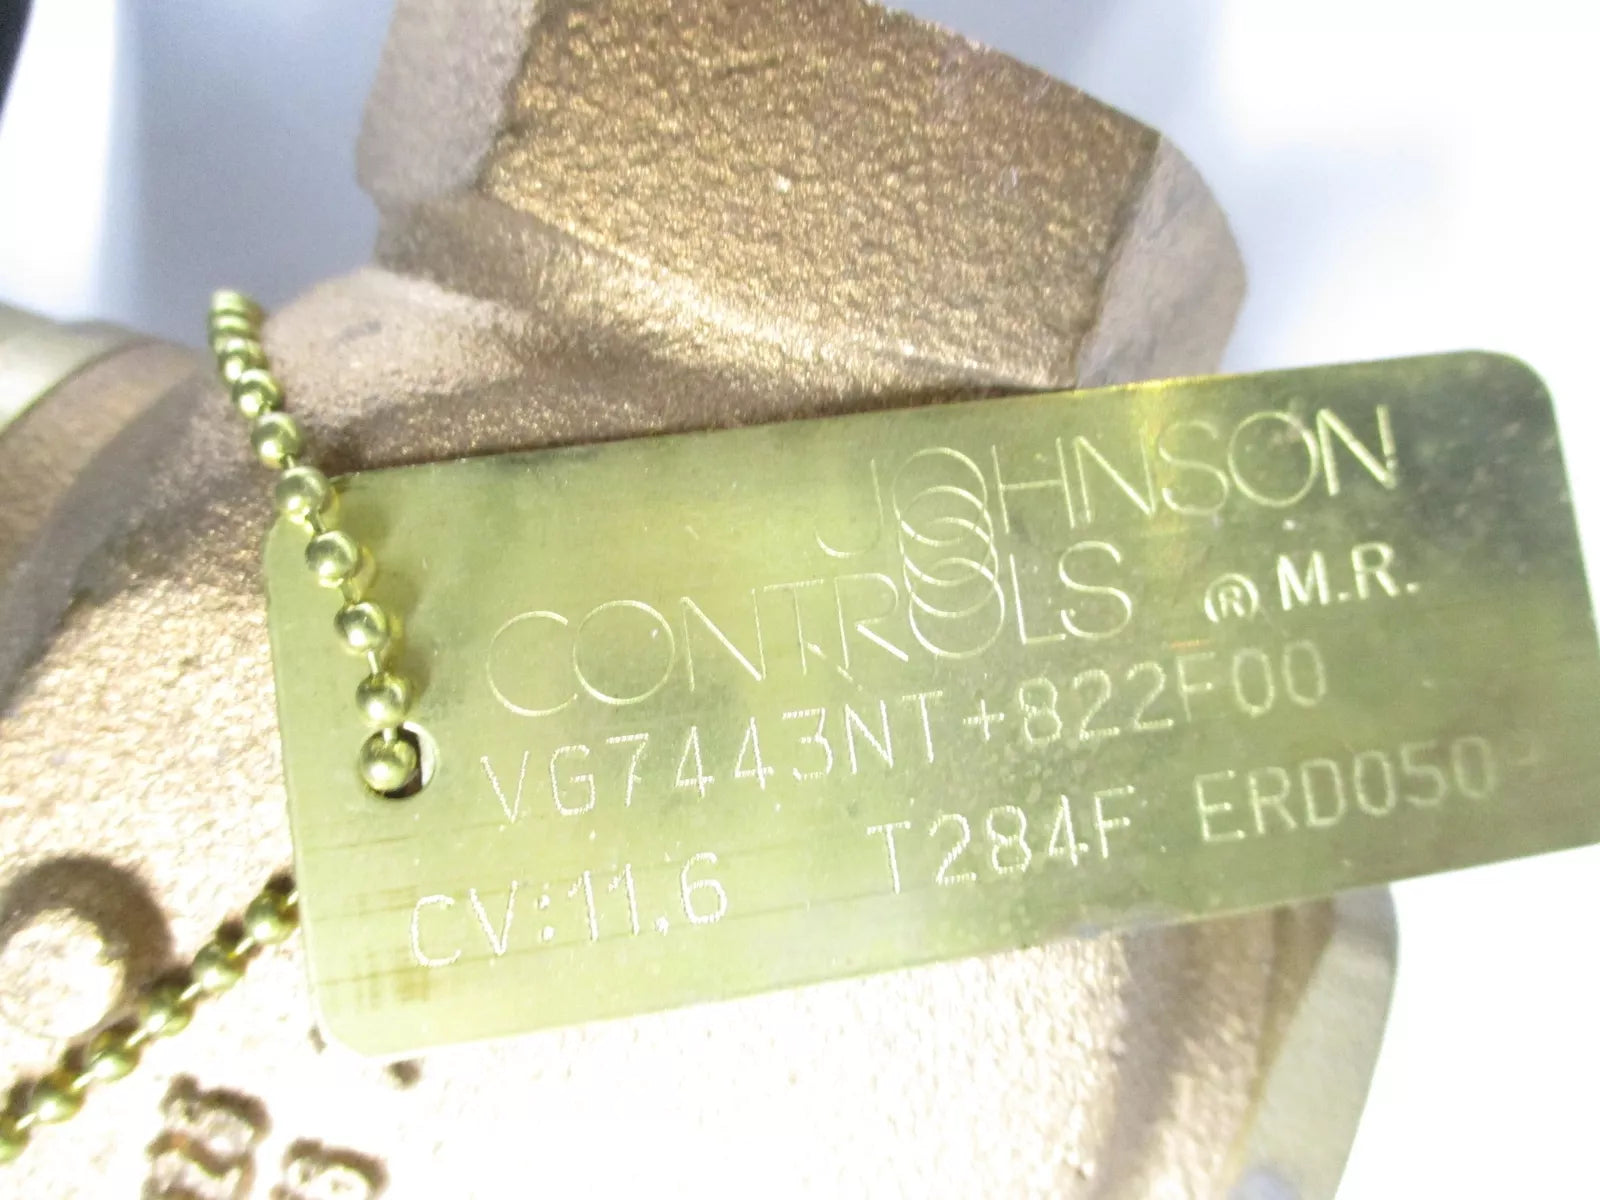 JOHNSON
CONTROLS ® M.R.
VG7443NT+822F00
CV:11.6 T284F ERD050